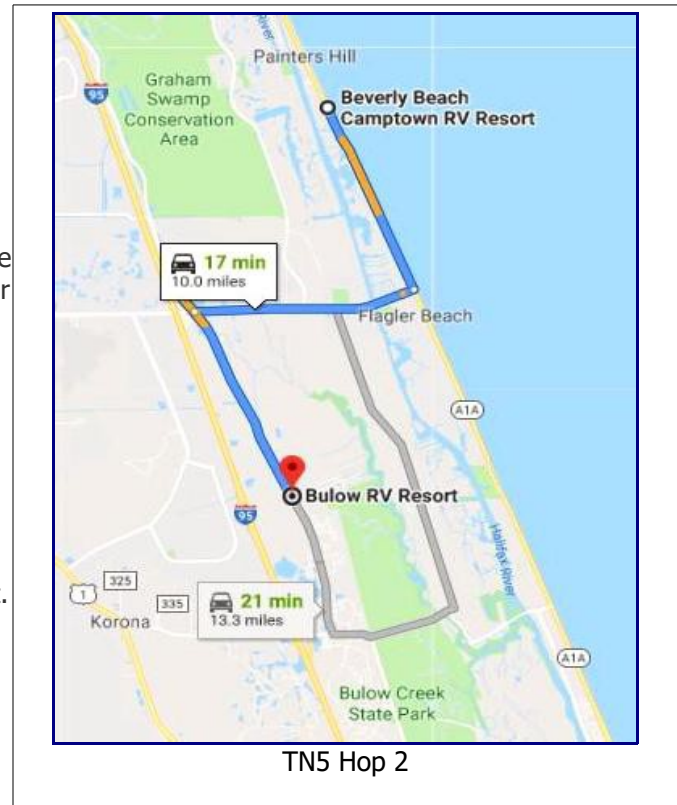 River
Painters Hill
95
Graham
Swamp
Conservation
Area
Beverly Beach
Camptown RV Resort
e
r
17 min
10.0 miles
Flagler Beach
A1A
Bulow RV Resort
95
Halifax River
.
1
325
335
Korona
21 min
13.3 miles
A1A
Bulow Creek
State Park
TN5 Hop 2